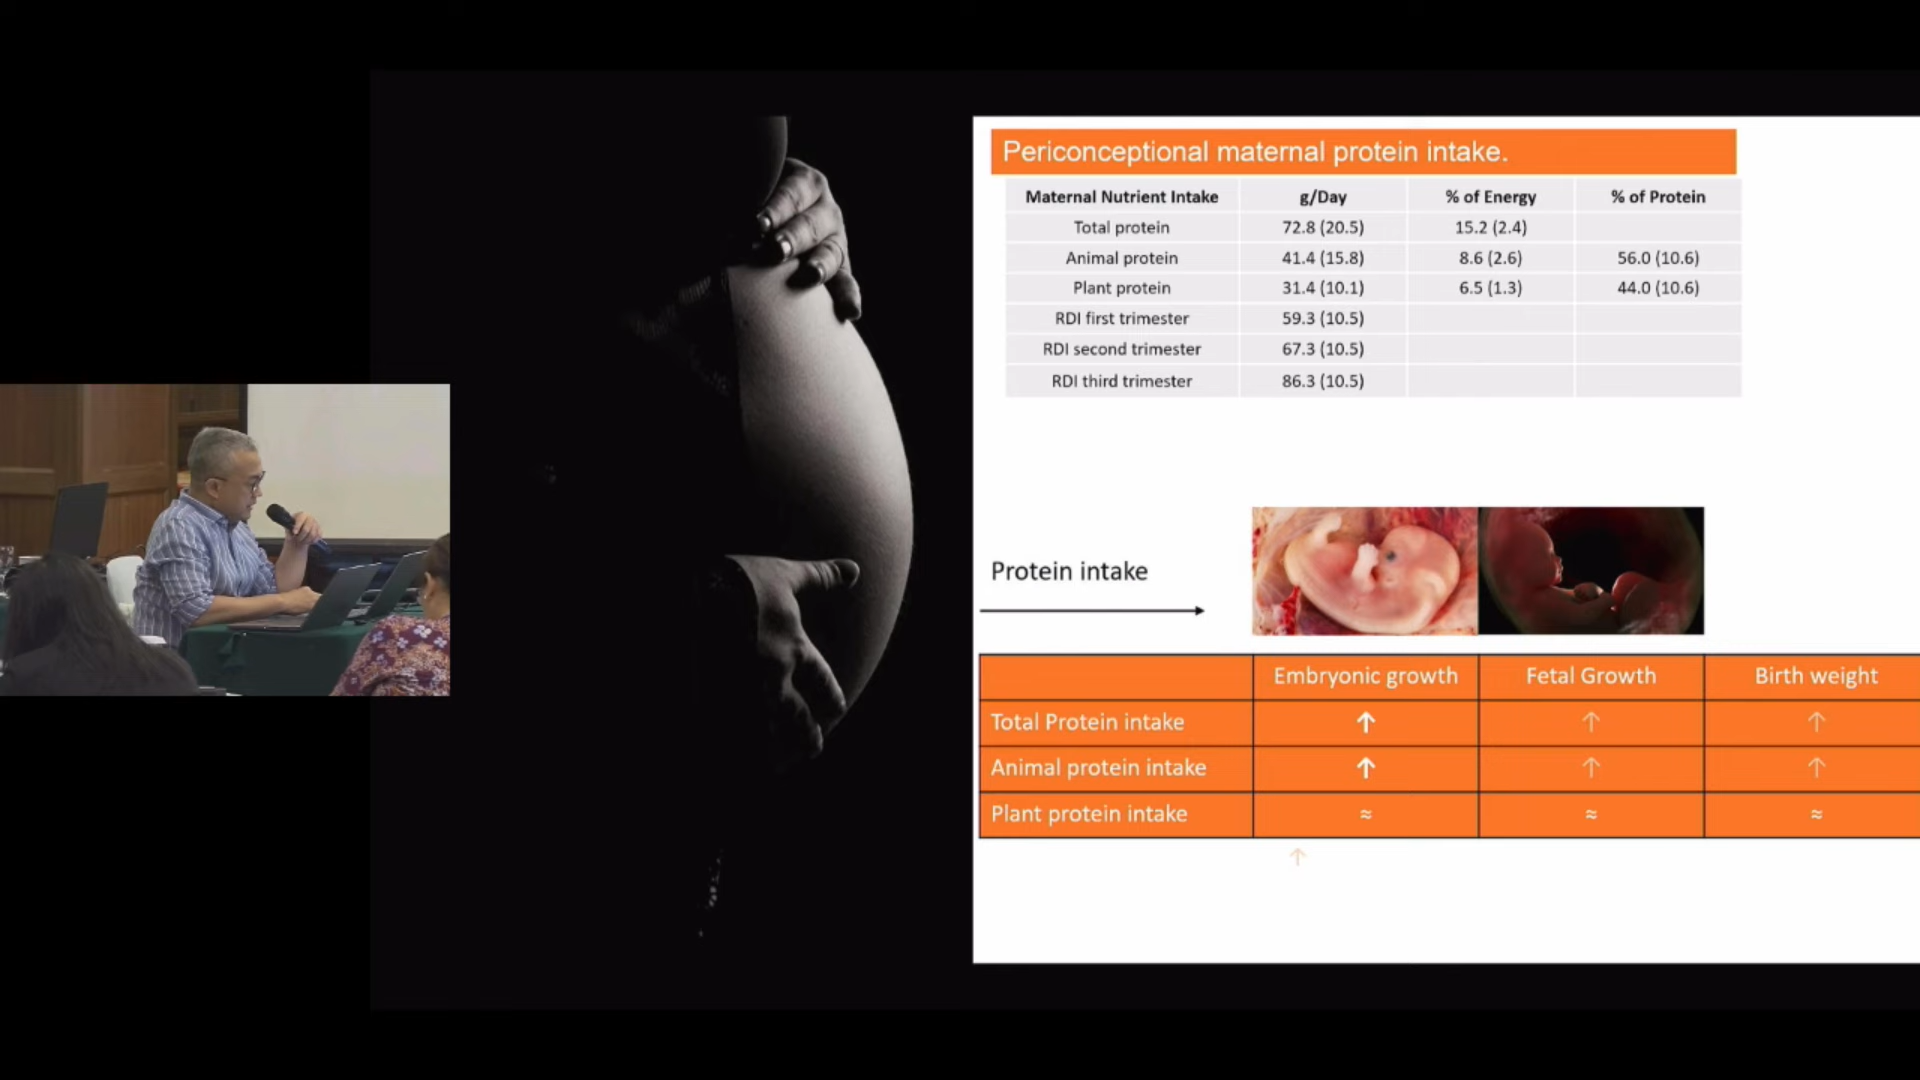 Periconceptional maternal protein intake.
Maternal Nutrient Intake g/Day % of Energy % of Protein
Total protein 72.8 (20.5) 15.2 (2.4)
Animal protein 41.4 (15.8) 8.6 (2.6) 56.0 (10.6)
Plant protein 31.4 (10.1) 6.5 (1.3) 44.0 (10.6)
RDI first trimester 59.3 (10.5)
RDI second trimester 67.3 (10.5)
RDI third trimester 86.3 (10.5)
Protein intake
Embryonic growth Fetal Growth Birth weight
Total Protein intake ↑ ↑ ↑
Animal protein intake ↑ ↑ ↑
Plant protein intake ≈ ≈ ≈
↑